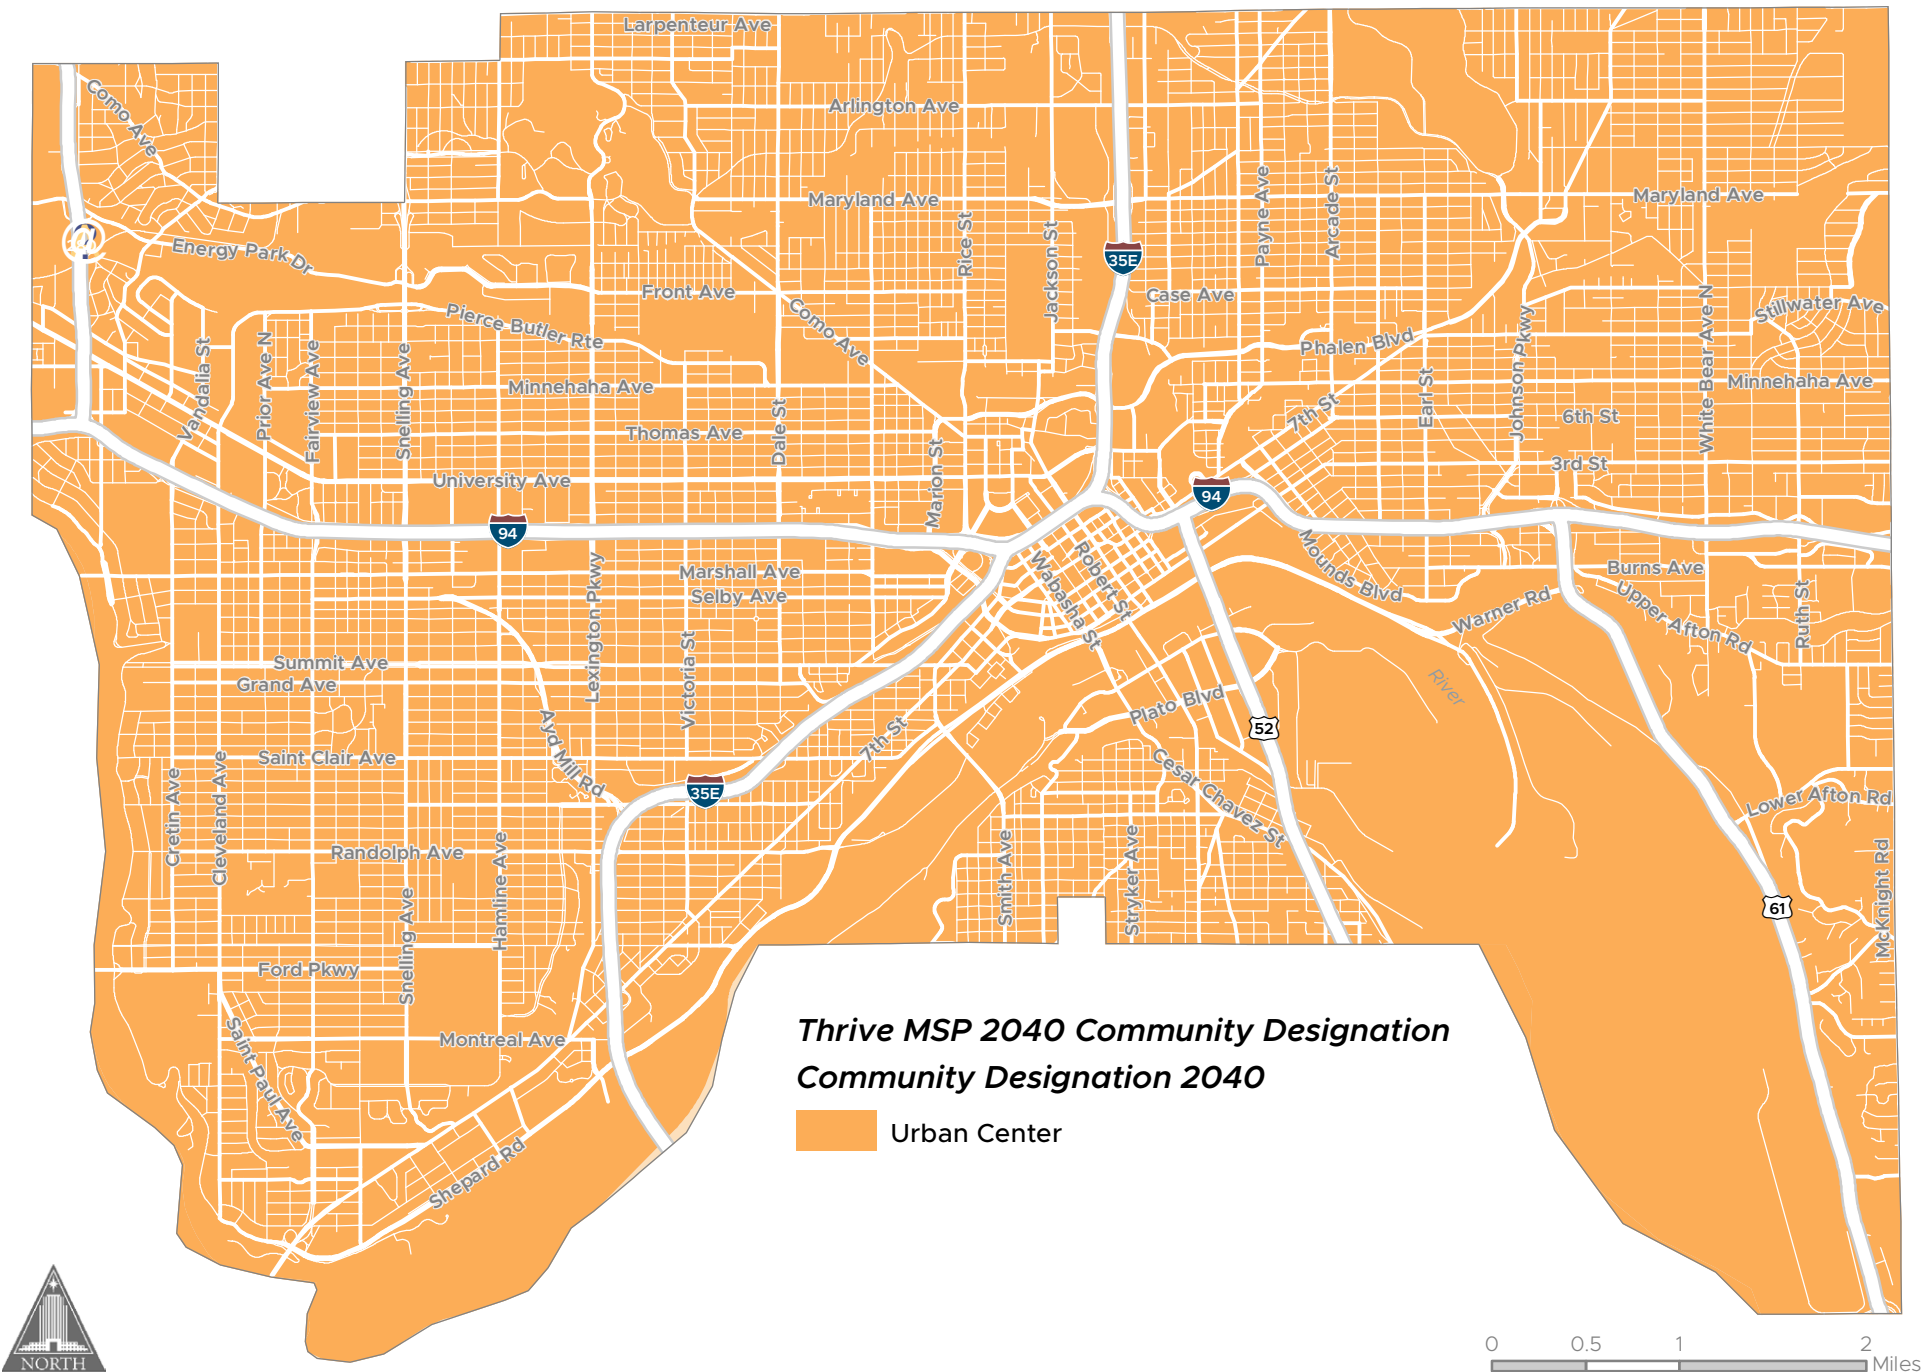 Larpenteur Ave
Como Ave
Arlington Ave
Maryland Ave
Maryland Ave
Payne Ave
Arcade St
Rice St
Jackson St
Energy Park Dr
35E
Front Ave
Case Ave
Como Ave
Stillwater Ave
Pierce Butler Rte
Phalen Blvd
Vandalia St
Prior Ave N
Fairview Ave
Snelling Ave
Johnson Pkwy
White Bear Ave N
Minnehaha Ave
Minnehaha Ave
Earl St
Dale St
7th St
6th St
Thomas Ave
Marion St
3rd St
University Ave
94
94
Lexington Pkwy
Marshall Ave
Selby Ave
Wabasha St
Robert St
Mounds Blvd
Burns Ave
Warner Rd
Upper Afton Rd
Ruth St
Summit Ave
Grand Ave
Victoria St
River
Plato Blvd
52
Ayd Mill Rd
7th St
Saint Clair Ave
Cretin Ave
Cleveland Ave
35E
Cesar Chavez St
Lower Afton Rd
Randolph Ave
Hamline Ave
Smith Ave
Stryker Ave
McKnight Rd
61
Snelling Ave
Ford Pkwy
Saint Paul Ave
Montreal Ave
Shepard Rd
Thrive MSP 2040 Community Designation
Community Designation 2040
Urban Center
NORTH
0 0.5 1 2
Miles